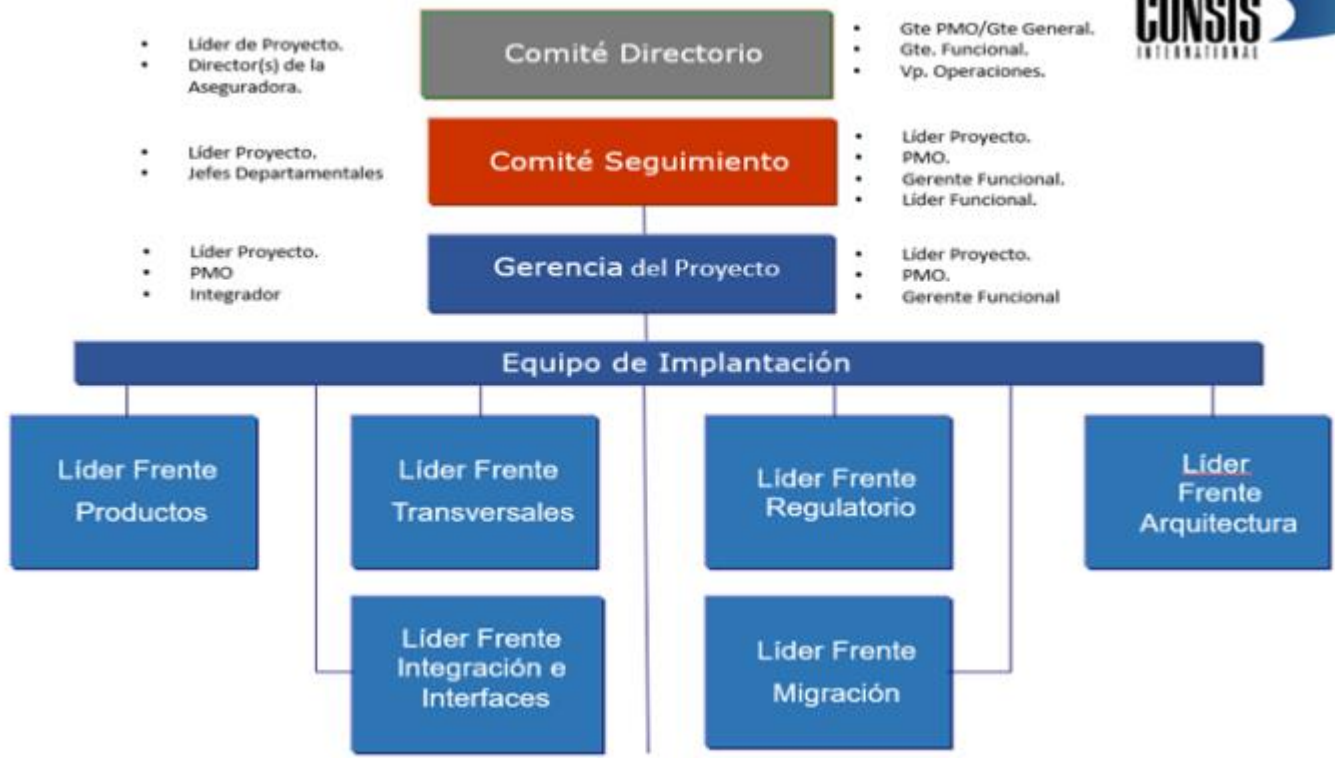 CONSIS
INTERNATIONAL
• Líder de Proyecto.
• Director(s) de la
Aseguradora.
Comité Directorio
• Gte PMO/Gte General.
• Gte. Funcional.
• Vp. Operaciones.
• Líder Proyecto.
• Jefes Departamentales
Comité Seguimiento
• Líder Proyecto.
• PMO.
• Gerente Funcional.
• Líder Funcional.
• Líder Proyecto.
• PMO
• Integrador
Gerencia del Proyecto
• Líder Proyecto.
• PMO.
• Gerente Funcional
Equipo de Implantación
Líder Frente
Productos
Líder Frente
Transversales
Líder Frente
Regulatorio
Líder
Frente
Arquitectura
Líder Frente
Integración e
Interfaces
Líder Frente
Migración